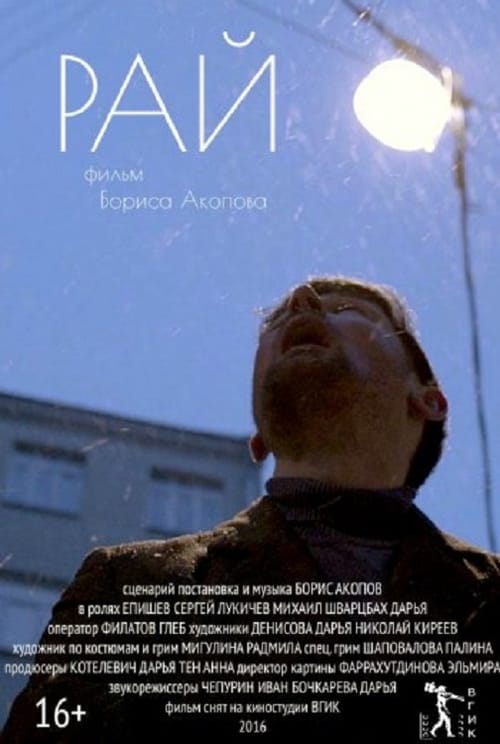 РАЙ
фильм
Бориса Акопова
сценарий постановка и музыка БОРИС АКОПОВ
в ролях ЕПИШЕВ СЕРГЕЙ ЛУКИЧЕВ МИХАИЛ ШВАРЦБАХ ДАРЬЯ
оператор ФИЛАТОВ ГЛЕБ художники ДЕНИСОВА ДАРЬЯ НИКОЛАЙ КИРЕЕВ
художник по костюмам и грим МИГУЛИНА РАДМИЛА спец. грим ШАПОВАЛОВА ПАЛИНА
продюсеры КОТЕЛЕВИЧ ДАРЬЯ ТЕН АННА директор картины ФАРРАХУТДИНОВА ЭЛЬМИРА
звукорежиссеры ЧЕПУРИН ИВАН БОЧКАРЕВА ДАРЬЯ
фильм снят на киностудии ВГИК
2016
16+
ВГИК